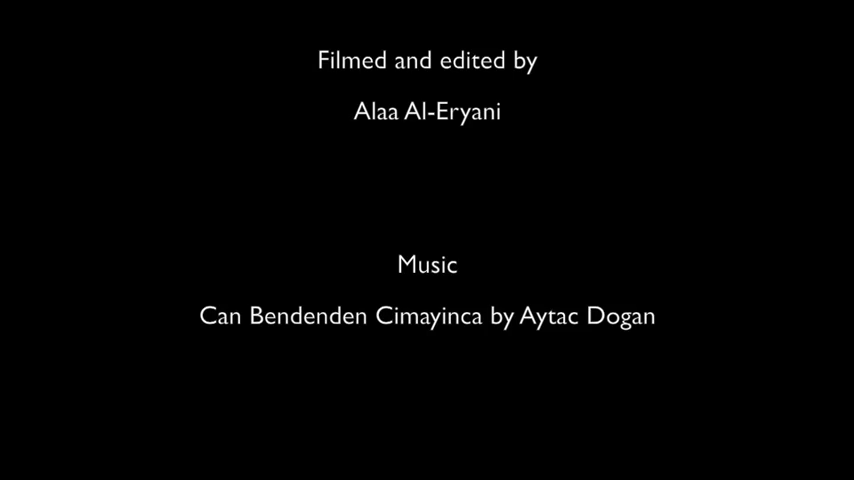 Filmed and edited by
Alaa Al-Eryani
Music
Can Bendenden Cimayinca by Aytac Dogan